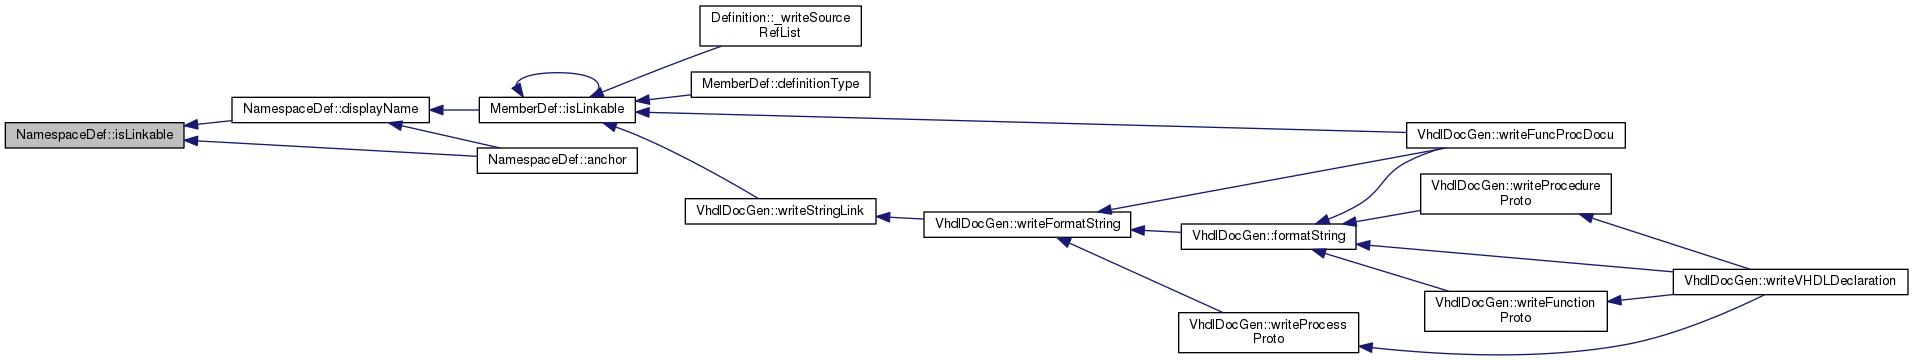 Definition::_writeSource
RefList
MemberDef::definitionType
NamespaceDef::displayName
MemberDef::isLinkable
NamespaceDef::isLinkable
VhdlDocGen::writeFuncProcDocu
NamespaceDef::anchor
VhdlDocGen::writeProcedure
Proto
VhdlDocGen::writeStringLink
VhdlDocGen::writeFormatString
VhdlDocGen::formatString
VhdlDocGen::writeVHDLDeclaration
VhdlDocGen::writeFunction
Proto
VhdlDocGen::writeProcess
Proto